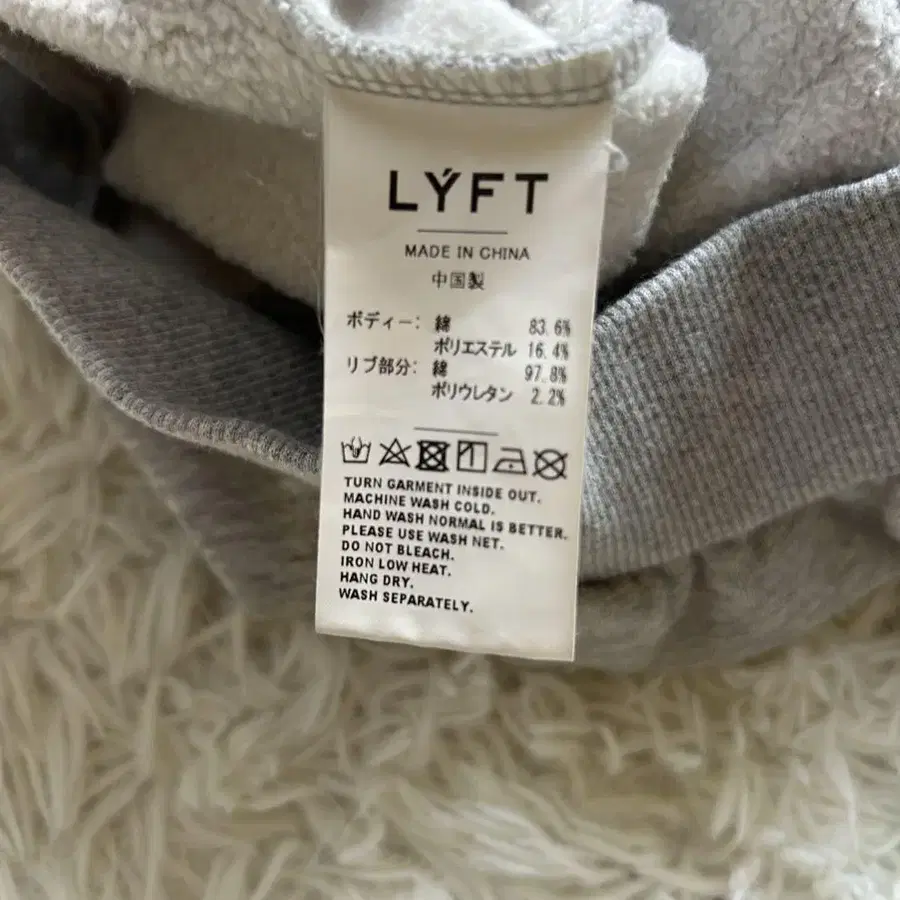 LÝFT
MADE IN CHINA
中国製
ボディー: 綿 83.6%
ポリエステル 16.4%
リブ部分: 綿 97.8%
ポリウレタン 2.2%
TURN GARMENT INSIDE OUT.
MACHINE WASH COLD.
HAND WASH NORMAL IS BETTER.
PLEASE USE WASH NET.
DO NOT BLEACH.
IRON LOW HEAT.
HANG DRY.
WASH SEPARATELY.